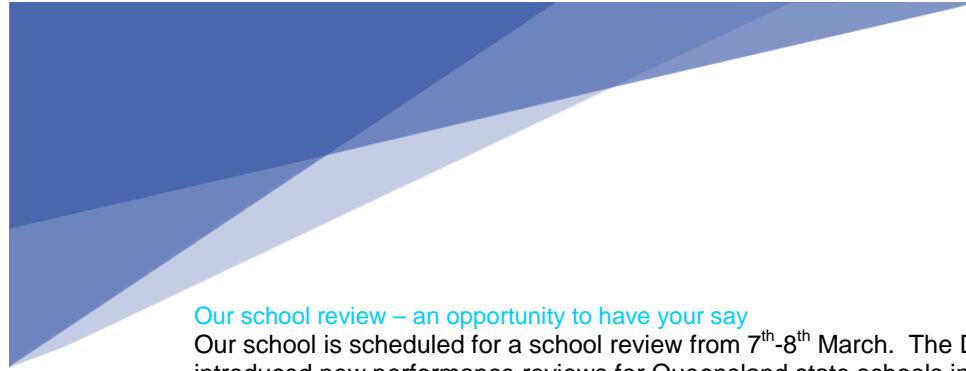 Our school review – an opportunity to have your say
Our school is scheduled for a school review from 7th-8th March.  The
introduced new performance reviews for Queensland state schools in